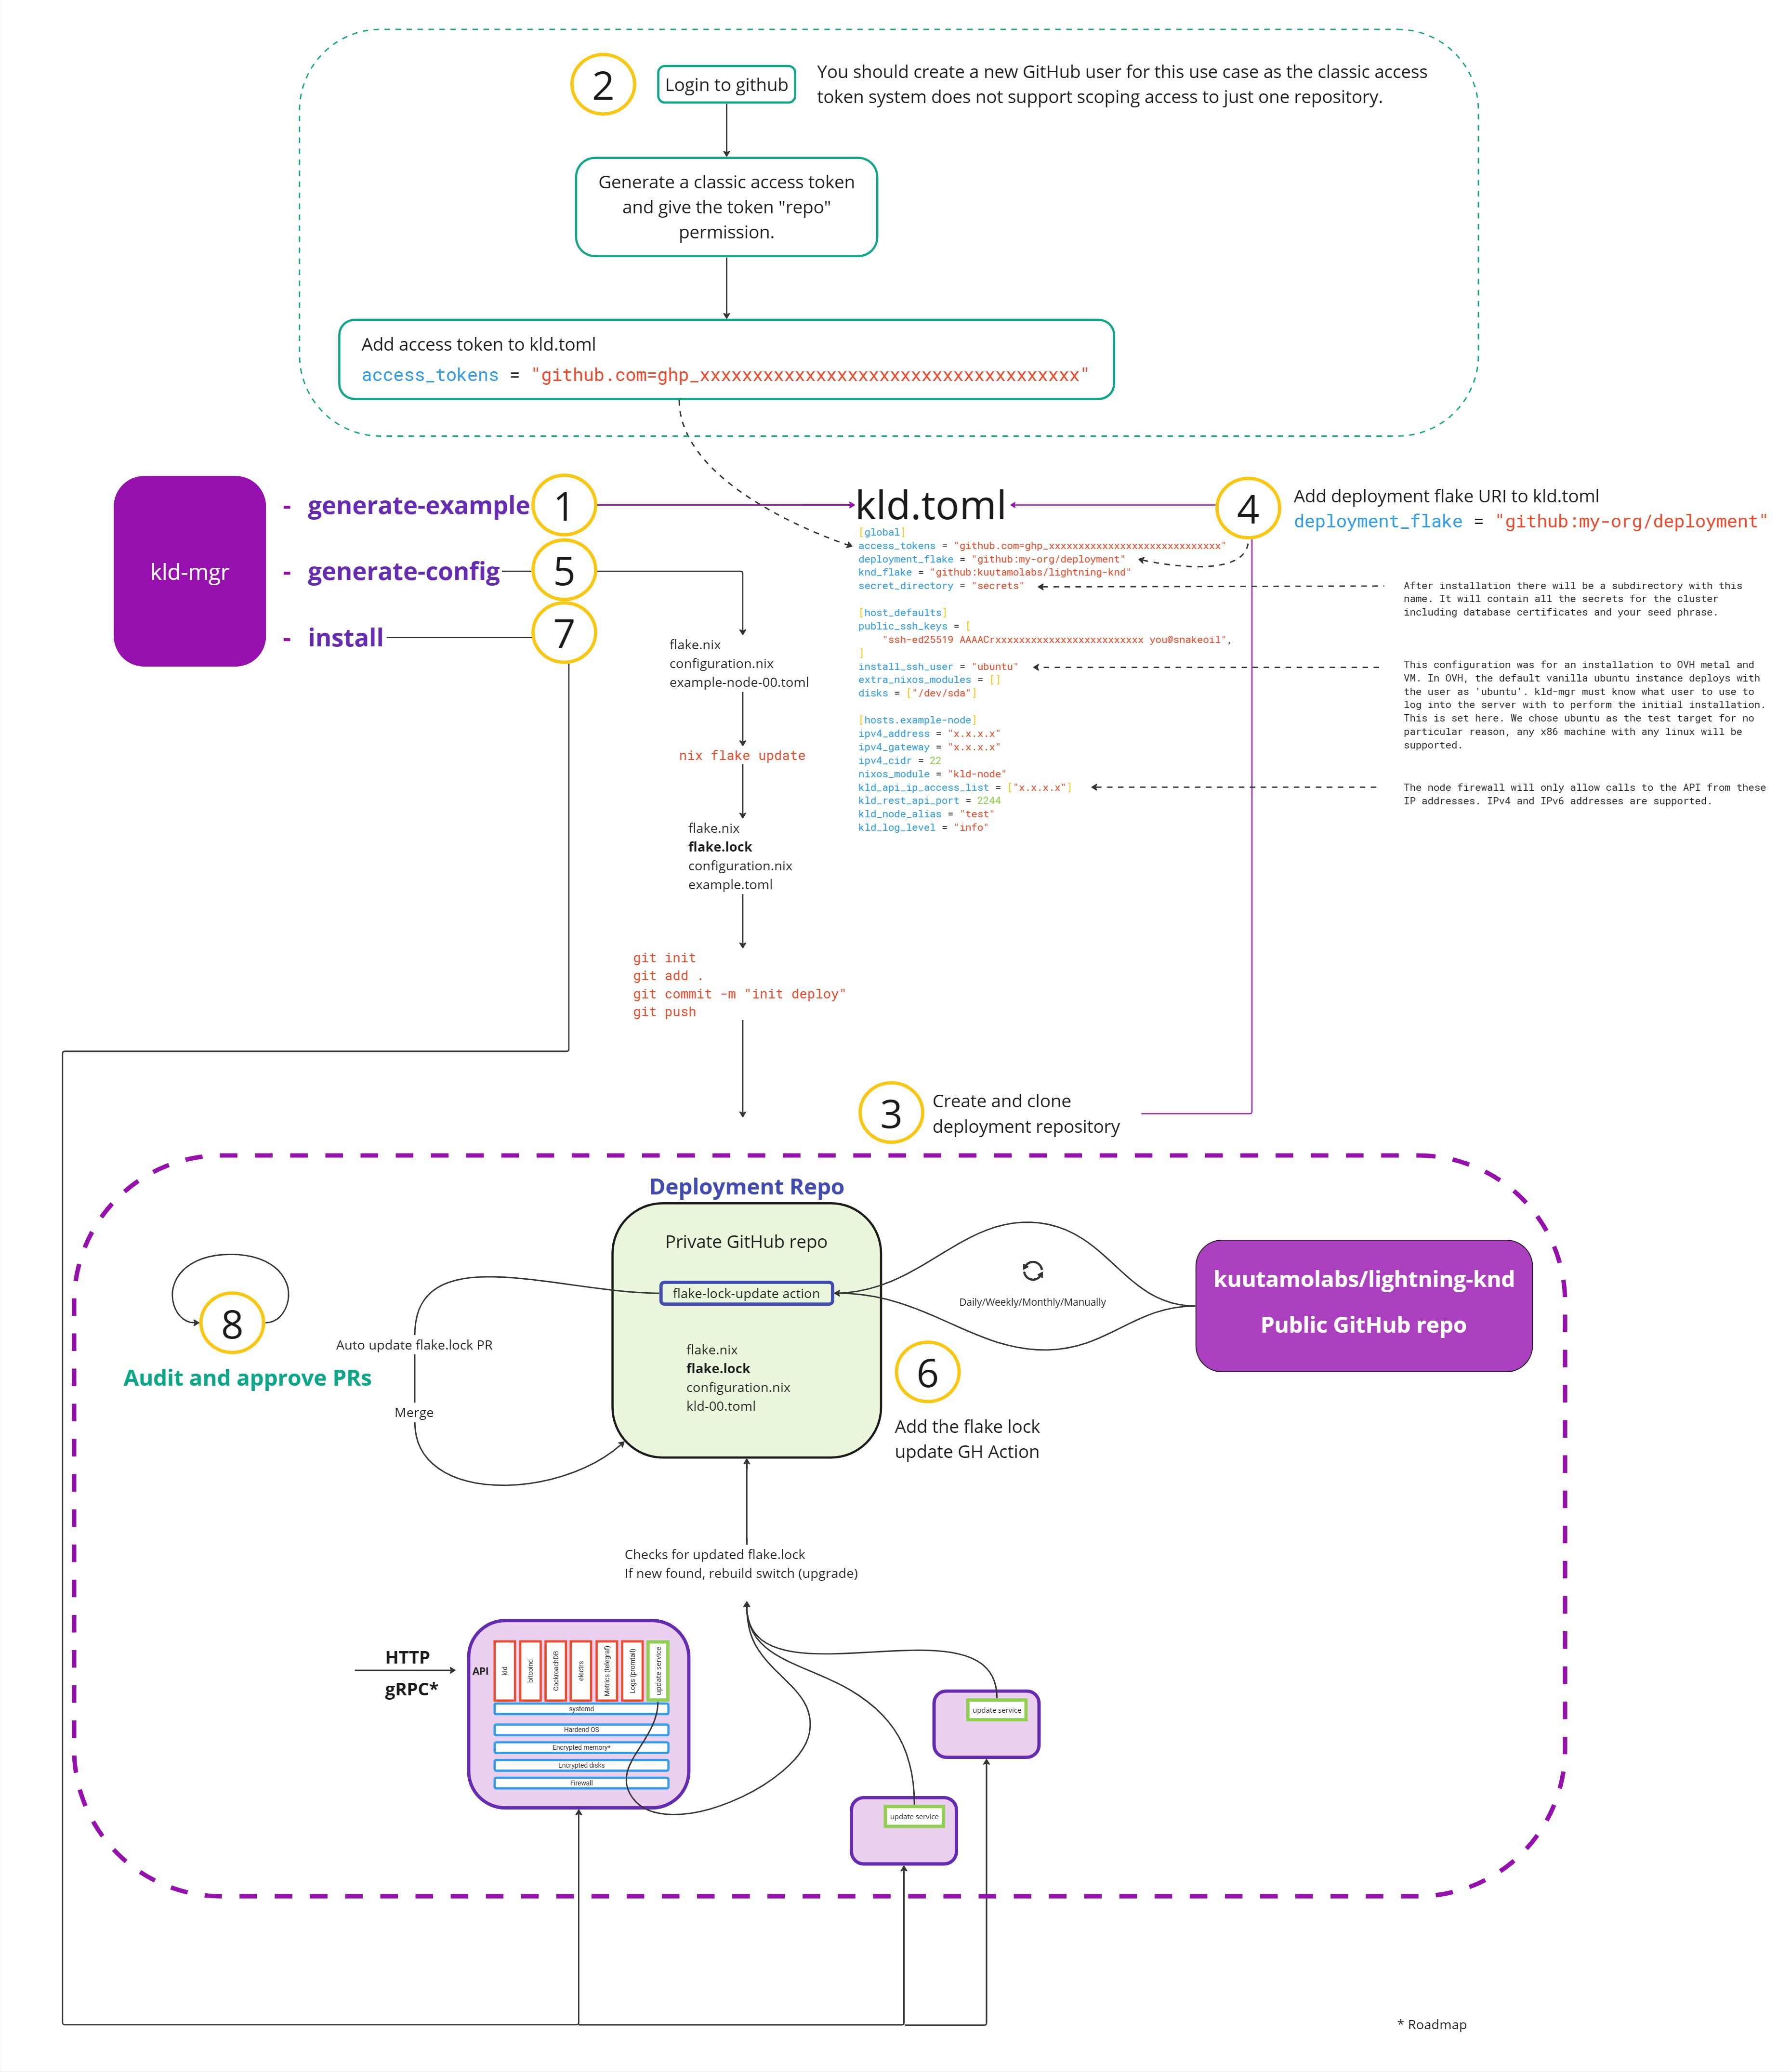 2
Login to github
You should create a new GitHub user for this use case as the classic access
token system does not support scoping access to just one repository.
Generate a classic access token
and give the token "repo"
permission.
Add access token to kld.toml
access_tokens = "github.com=ghp_xxxxxxxxxxxxxxxxxxxxxxxxxxxxxxxxxxxx"
kld-mgr
- generate-example
1
- generate-config
5
- install
7
kld.toml
[global]
access_tokens = "github.com=ghp_xxxxxxxxxxxxxxxxxxxxxxxxxxxxx"
deployment_flake = "github:my-org/deployment"
knd_flake = "github:kuutamolabs/lightning-knd"
secret_directory = "secrets"
[host_defaults]
public_ssh_keys = [
"ssh-ed25519 AAAACrxxxxxxxxxxxxxxxxxxxxxxxxx you@snakeoil",
]
install_ssh_user = "ubuntu"
extra_nixos_modules = []
disks = ["/dev/sda"]
[hosts.example-node]
ipv4_address = "x.x.x.x"
ipv4_gateway = "x.x.x.x"
ipv4_cidr = 22
nixos_module = "kld-node"
kld_api_ip_access_list = ["x.x.x.x"]
kld_rest_api_port = 2244
kld_node_alias = "test"
kld_log_level = "info"
4
Add deployment flake URI to kld.toml
deployment_flake = "github:my-org/deployment"
After installation there will be a subdirectory with this
name. It will contain all the secrets for the cluster
including database certificates and your seed phrase.
This configuration was for an installation to OVH metal and
VM. In OVH, the default vanilla ubuntu instance deploys with
the user as 'ubuntu'. kld-mgr must know what user to use to
log into the server with to perform the initial installation.
This is set here. We chose ubuntu as the test target for no
particular reason, any x86 machine with any linux will be
supported.
The node firewall will only allow calls to the API from these
IP addresses. IPv4 and IPv6 addresses are supported.
flake.nix
configuration.nix
example-node-00.toml
nix flake update
flake.nix
flake.lock
configuration.nix
example.toml
git init
git add .
git commit -m "init deploy"
git push
3
Create and clone
deployment repository
Deployment Repo
Private GitHub repo
flake-lock-update action
flake.nix
flake.lock
configuration.nix
kld-00.toml
Daily/Weekly/Monthly/Manually
kuutamolabs/lightning-knd
Public GitHub repo
8
Audit and approve PRs
Auto update flake.lock PR
Merge
6
Add the flake lock
update GH Action
Checks for updated flake.lock
If new found, rebuild switch (upgrade)
HTTP
gRPC*
API
kld
bitcoind
CockroachDB
electrs
Metrics (telegraf)
Logs (promtail)
update service
systemd
Hardend OS
Encrypted memory*
Encrypted disks
Firewall
update service
update service
* Roadmap